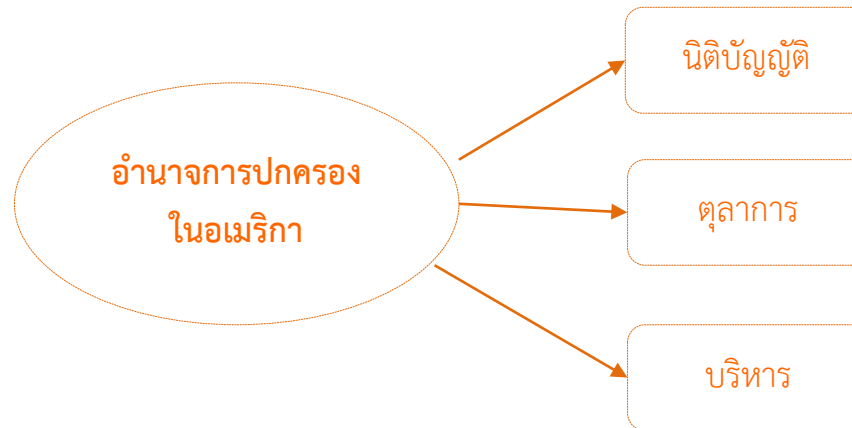 อำนาจการปกครอง
ในอเมริกา
นิติบัญญัติ
ตุลาการ
บริหาร